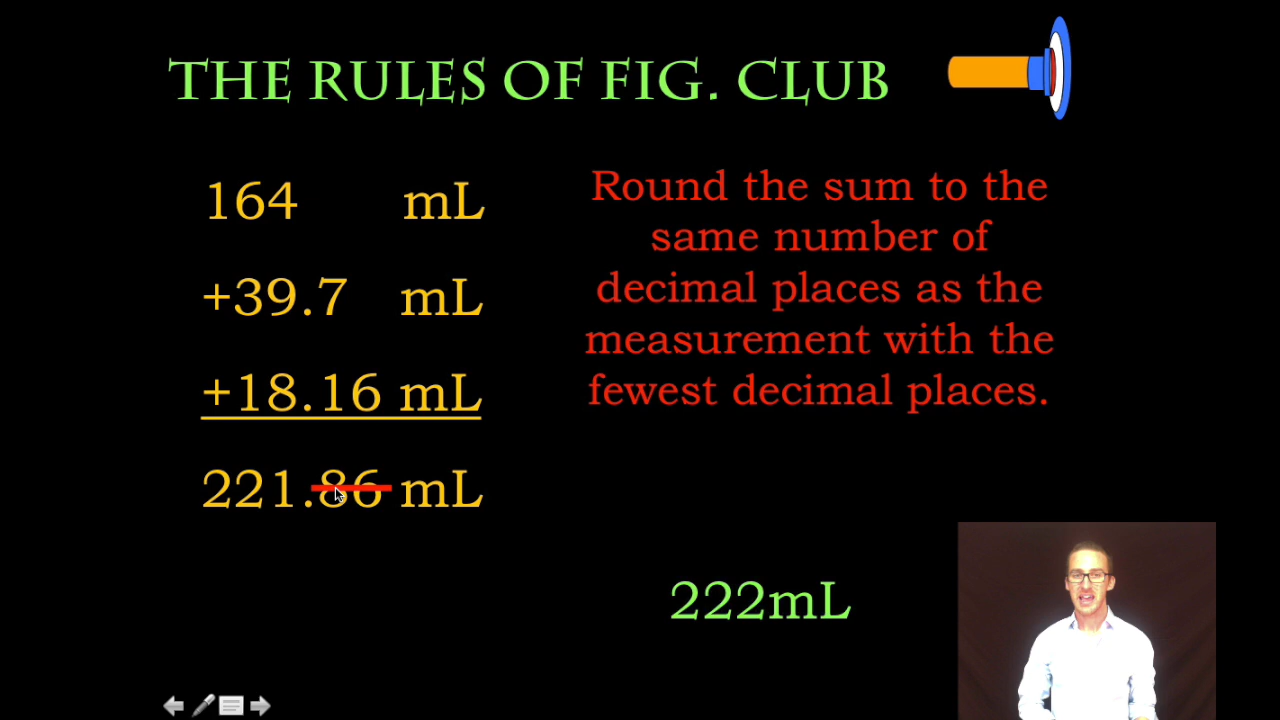 THE RULES OF FIG. CLUB
164 mL
+39.7 mL
+18.16 mL
221.86 mL
Round the sum to the
same number of
decimal places as the
measurement with the
fewest decimal places.
222mL